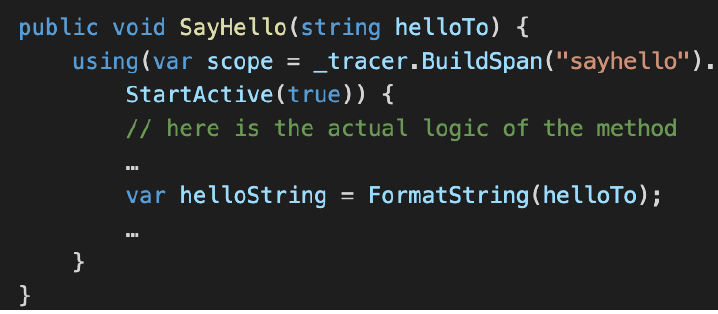 public void SayHello(string helloTo) {
using(var scope = _tracer.BuildSpan("sayhello").
StartActive(true)) {
// here is the actual logic of the method
…
var helloString = FormatString(helloTo);
…
}
}